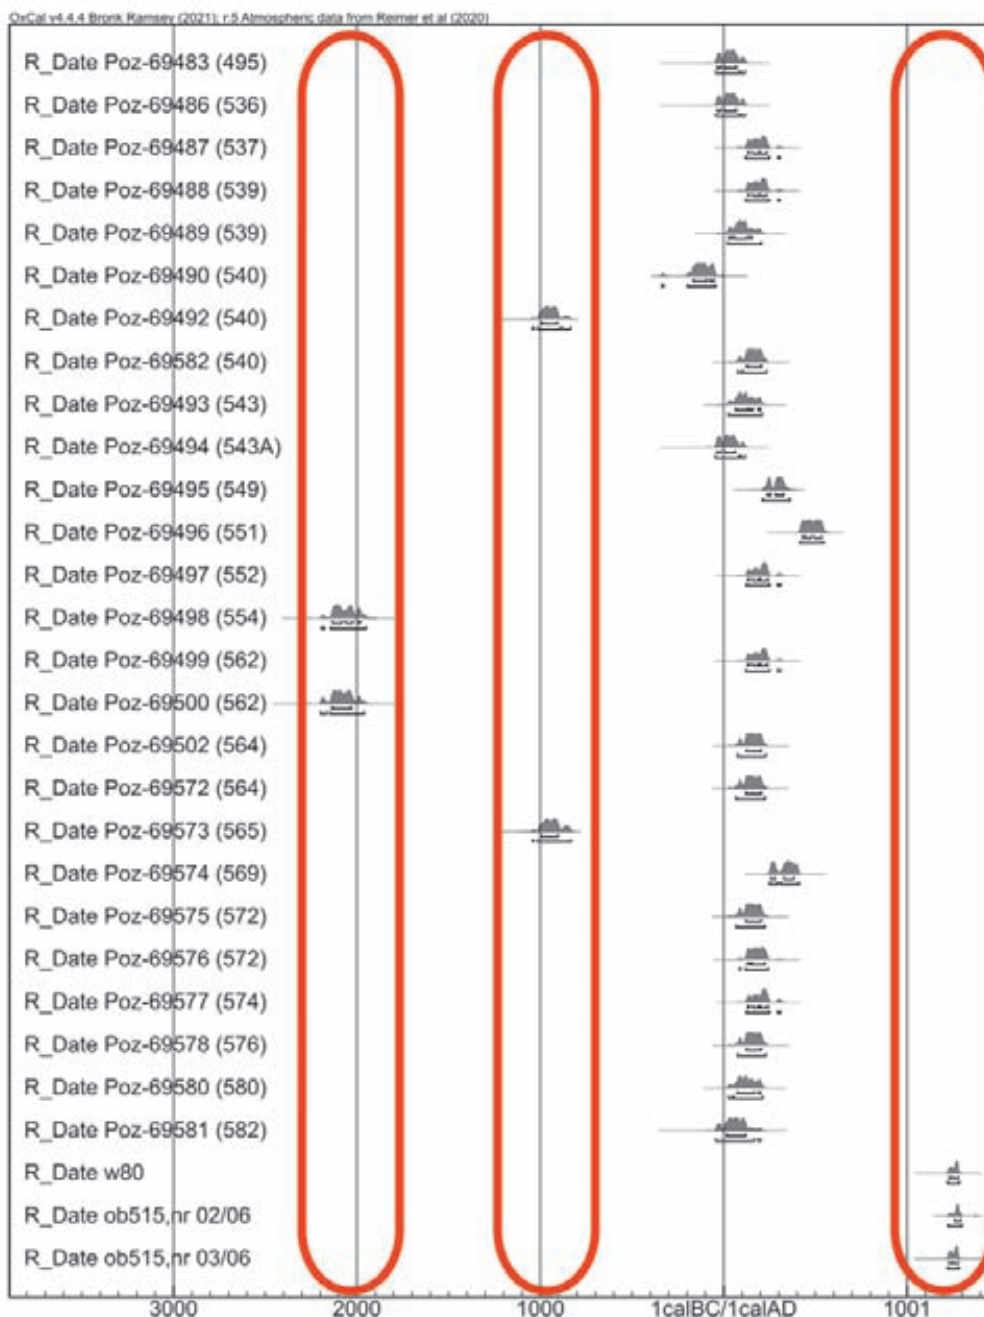 OxCal v4.4.4 Bronk Ramsey (2021); r:5 Atmospheric data from Reimer et al (2020)
R_Date Poz-69483 (495)
R_Date Poz-69486 (536)
R_Date Poz-69487 (537)
R_Date Poz-69488 (539)
R_Date Poz-69489 (539)
R_Date Poz-69490 (540)
R_Date Poz-69492 (540)
R_Date Poz-69582 (540)
R_Date Poz-69493 (543)
R_Date Poz-69494 (543A)
R_Date Poz-69495 (549)
R_Date Poz-69496 (551)
R_Date Poz-69497 (552)
R_Date Poz-69498 (554)
R_Date Poz-69499 (562)
R_Date Poz-69500 (562)
R_Date Poz-69502 (564)
R_Date Poz-69572 (564)
R_Date Poz-69573 (565)
R_Date Poz-69574 (569)
R_Date Poz-69575 (572)
R_Date Poz-69576 (572)
R_Date Poz-69577 (574)
R_Date Poz-69578 (576)
R_Date Poz-69580 (580)
R_Date Poz-69581 (582)
R_Date w80
R_Date ob515,nr 02/06
R_Date ob515,nr 03/06
3000 2000 1000 1calBC/1calAD 1001